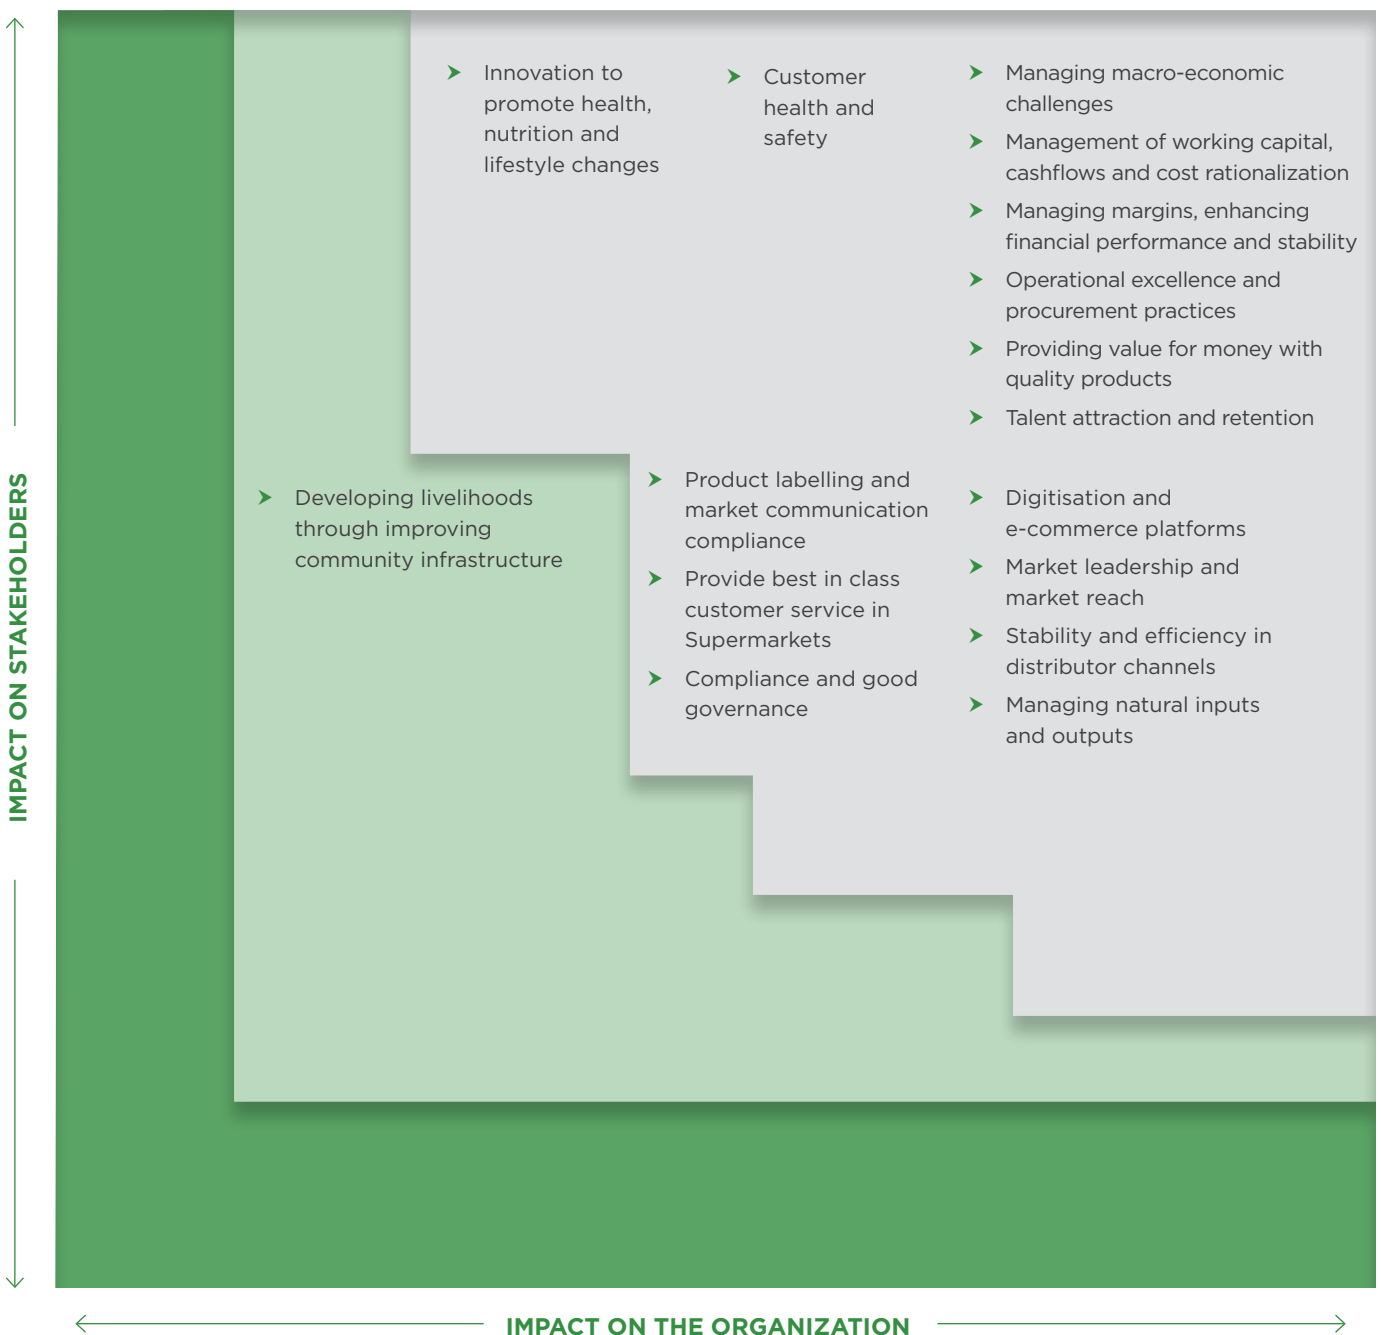 IMPACT ON STAKEHOLDERS
Innovation to
promote health,
nutrition and
lifestyle changes
Customer
health and
safety
Managing macro-economic
challenges
Management of working capital,
cashflows and cost rationalization
Managing margins, enhancing
financial performance and stability
Operational excellence and
procurement practices
Providing value for money with
quality products
Talent attraction and retention
Developing livelihoods
through improving
community infrastructure
Product labelling and
market communication
compliance
Provide best in class
customer service in
Supermarkets
Compliance and good
governance
Digitisation and
e-commerce platforms
Market leadership and
market reach
Stability and efficiency in
distributor channels
Managing natural inputs
and outputs
IMPACT ON THE ORGANIZATION